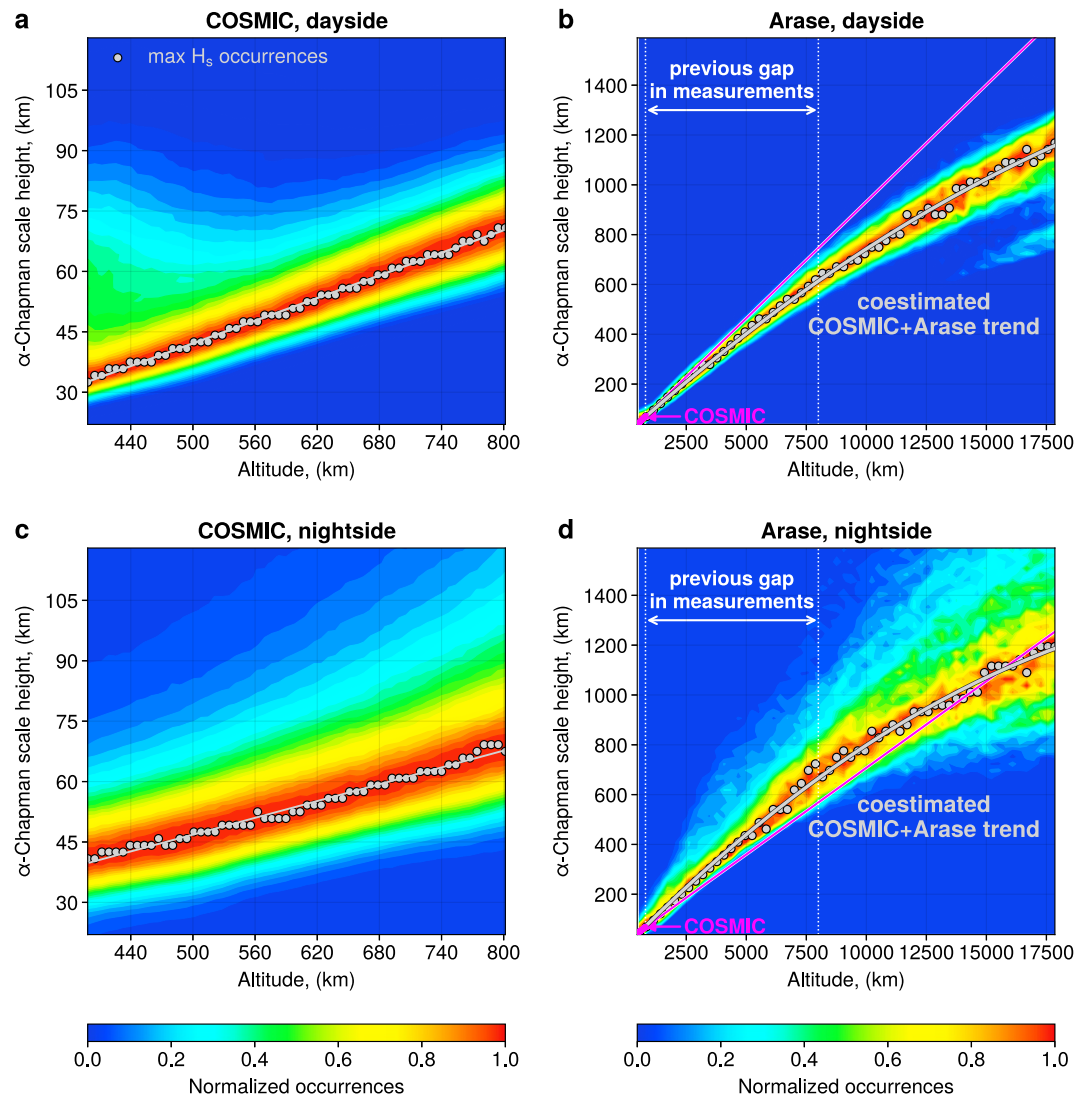 a
COSMIC, dayside
max Hs occurrences
105
90
75
60
45
30
α-Chapman scale height, (km)
440 500 560 620 680 740 800
Altitude, (km)
b
Arase, dayside
previous gap
in measurements
1400
1200
1000
800
600
400
200
α-Chapman scale height, (km)
coestimated
COSMIC+Arase trend
COSMIC
2500 5000 7500 10000 12500 15000 17500
Altitude, (km)
c
COSMIC, nightside
105
90
75
60
45
30
α-Chapman scale height, (km)
440 500 560 620 680 740 800
Altitude, (km)
d
Arase, nightside
previous gap
in measurements
1400
1200
1000
800
600
400
200
α-Chapman scale height, (km)
coestimated
COSMIC+Arase trend
COSMIC
2500 5000 7500 10000 12500 15000 17500
Altitude, (km)
0.0 0.2 0.4 0.6 0.8 1.0
Normalized occurrences
0.0 0.2 0.4 0.6 0.8 1.0
Normalized occurrences